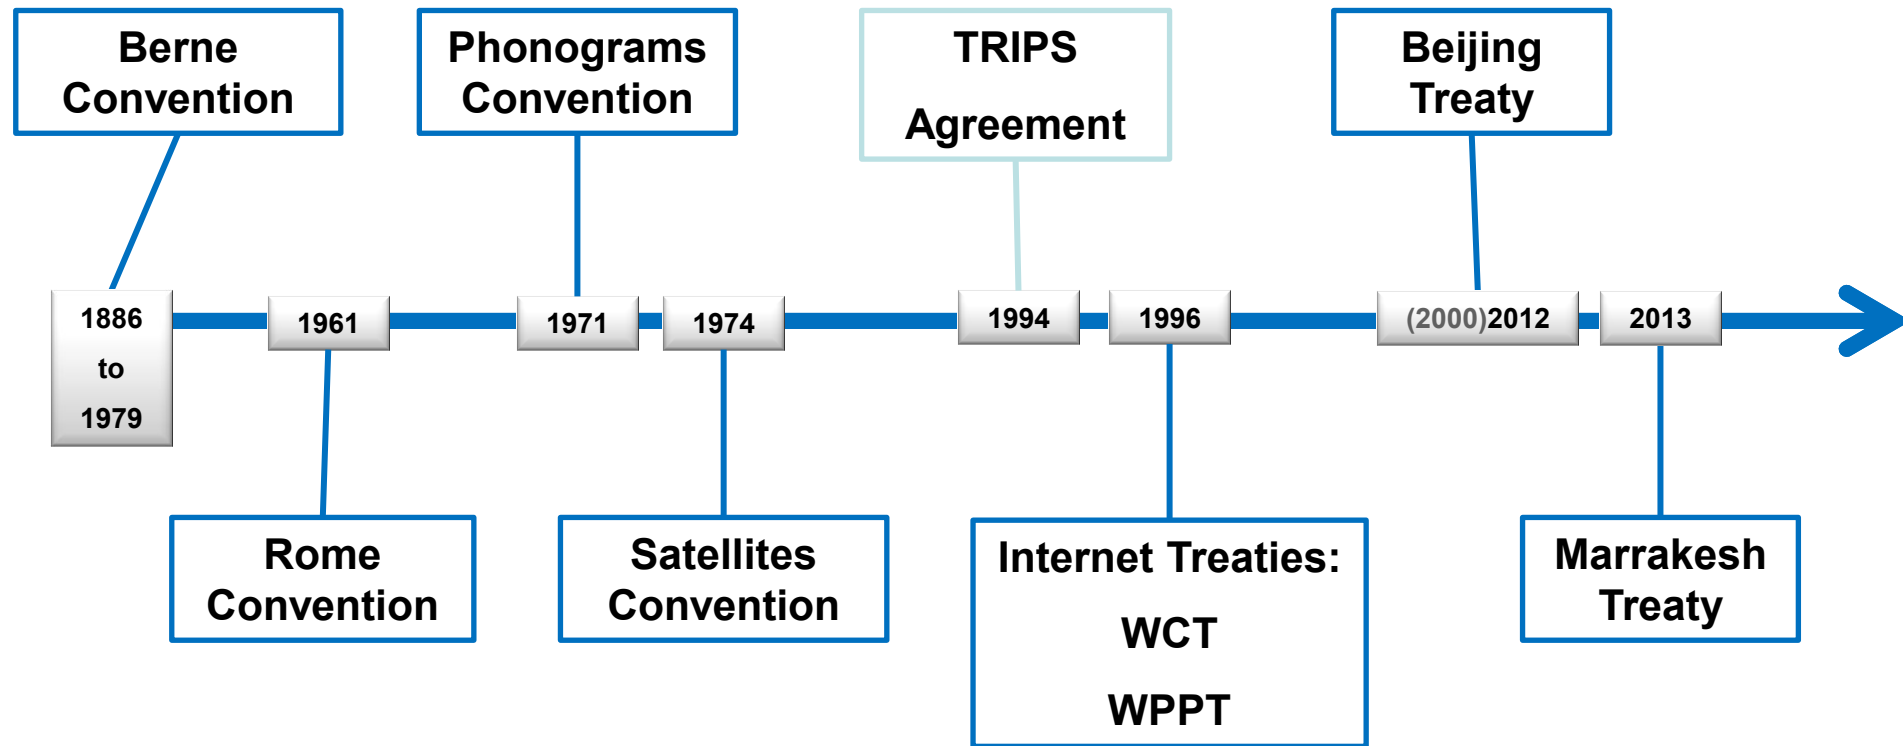 Berne
Convention
Phonograms
Convention
TRIPS
Agreement
Beijing
Treaty
1886
to
1979
1961
1971
1974
1994
1996
(2000)2012
2013
Rome
Convention
Satellites
Convention
Internet Treaties:
WCT
WPPT
Marrakesh
Treaty